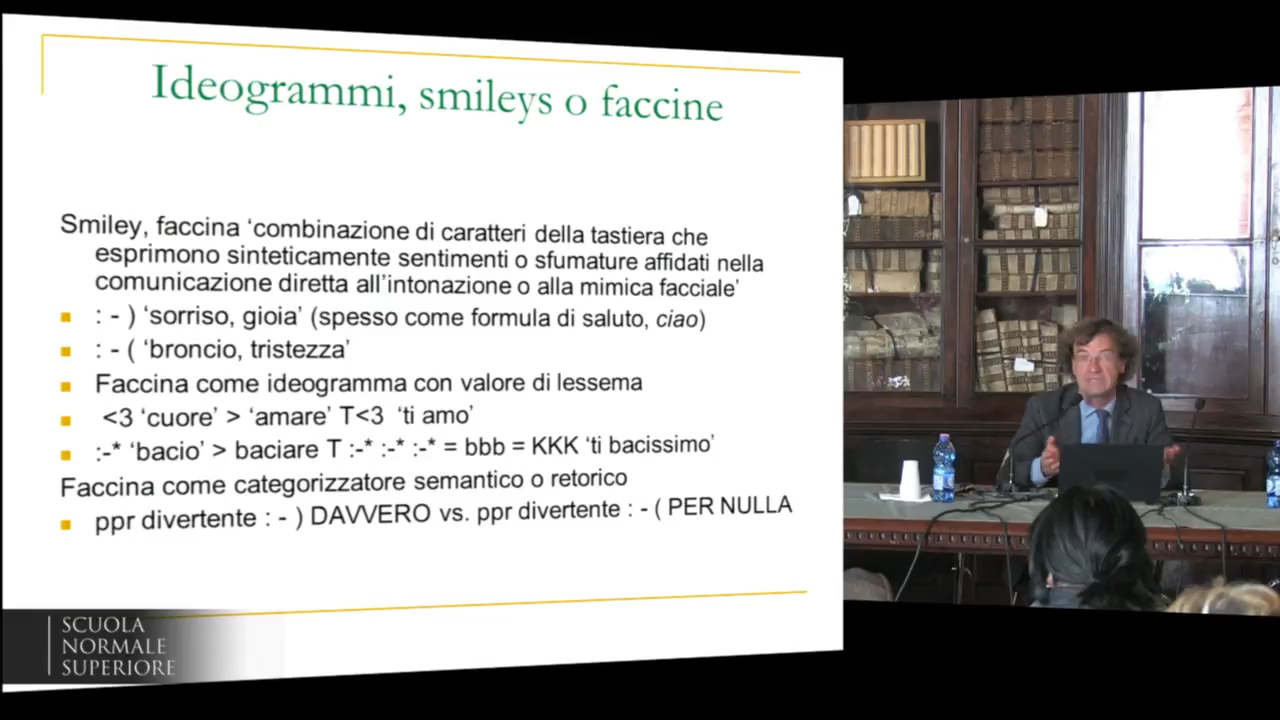 Ideogrammi, smileys o faccine
Smiley, faccina ‘combinazione di caratteri della tastiera che
esprimono sinteticamente sentimenti o sfumature affidati nella
comunicazione diretta all’intonazione o alla mimica facciale’
: - ) ‘sorriso, gioia’ (spesso come formula di saluto, ciao)
: - ( ‘broncio, tristezza’
Faccina come ideogramma con valore di lessema
<3 ‘cuore’ > ‘amare’ T<3 ‘ti amo’
:-* ‘bacio’ > baciare T :-* :-* :-* = bbb = KKK ‘ti bacissimo’
Faccina come categorizzatore semantico o retorico
ppr divertente : - ) DAVVERO vs. ppr divertente : - ( PER NULLA
SCUOLA
NORMALE
SUPERIORE